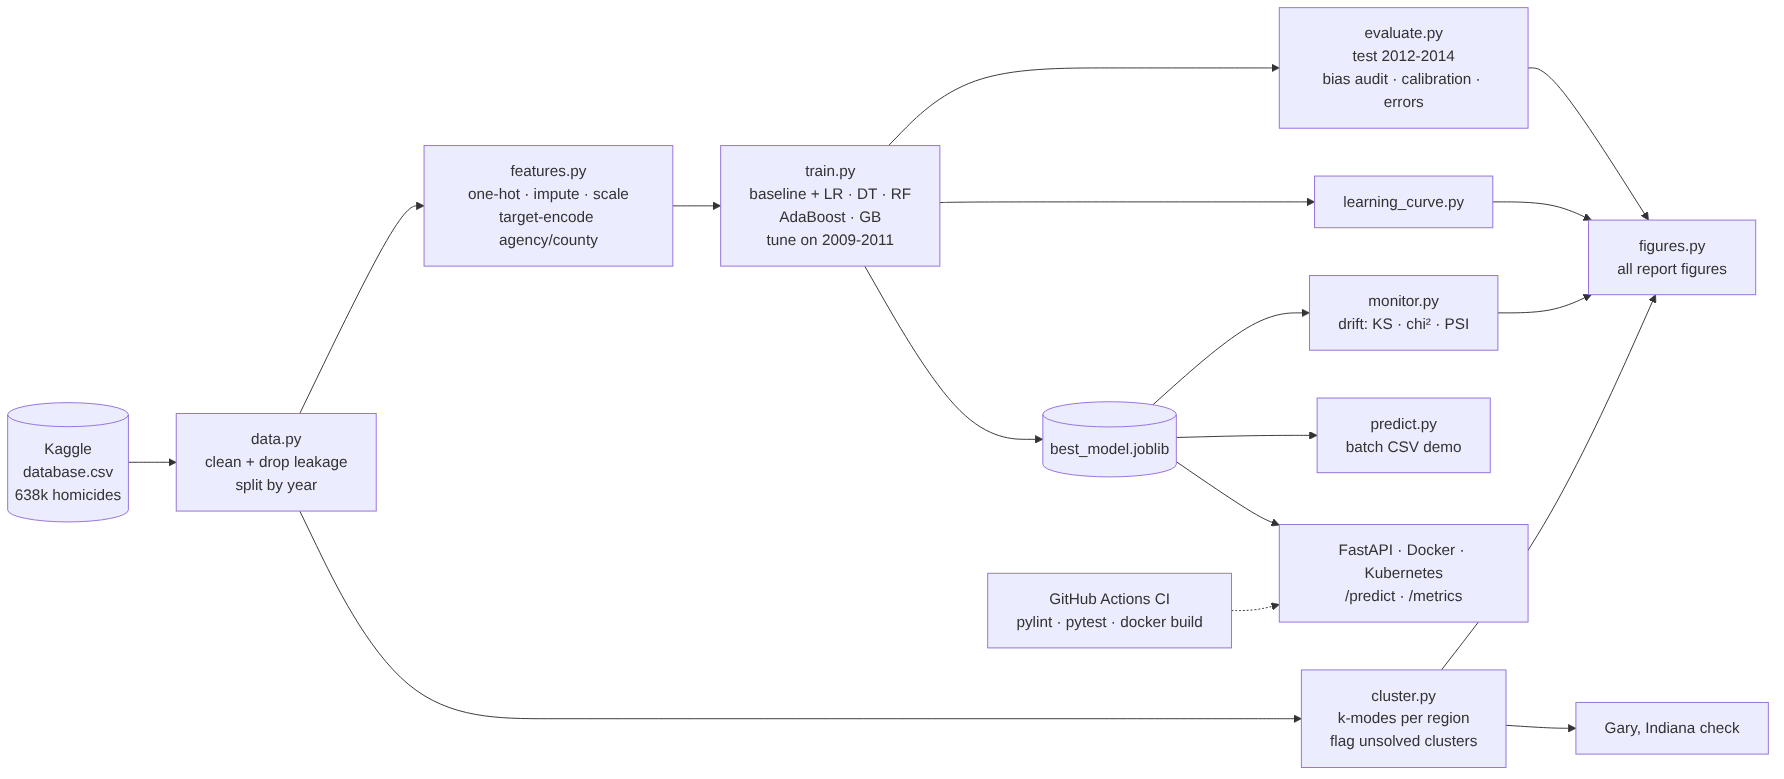 Kaggle
database.csv
638k homicides
data.py
clean + drop leakage
split by year
features.py
one-hot · impute · scale
target-encode
agency/county
train.py
baseline + LR · DT · RF
AdaBoost · GB
tune on 2009-2011
evaluate.py
test 2012-2014
bias audit · calibration ·
errors
learning_curve.py
monitor.py
drift: KS · chi² · PSI
figures.py
all report figures
best_model.joblib
predict.py
batch CSV demo
FastAPI · Docker ·
Kubernetes
/predict · /metrics
GitHub Actions CI
pylint · pytest · docker build
cluster.py
k-modes per region
flag unsolved clusters
Gary, Indiana check